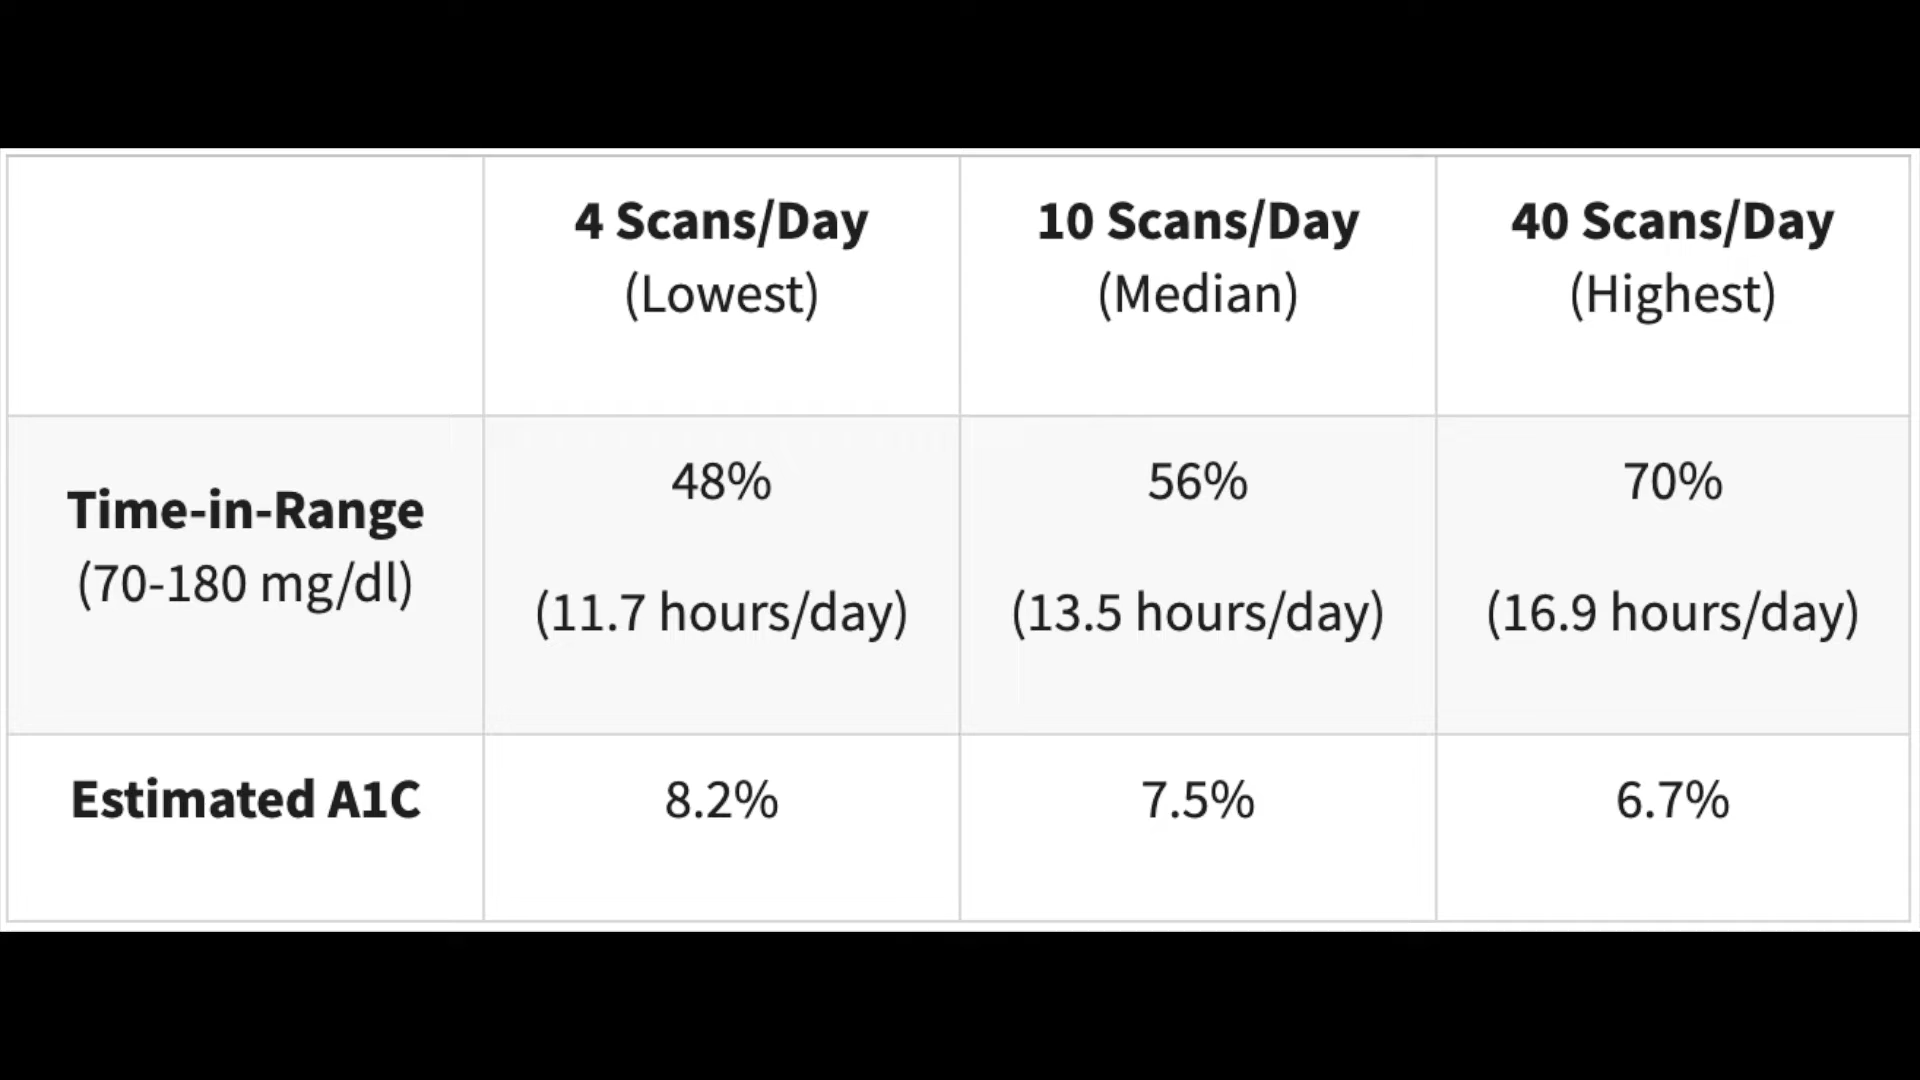 4 Scans/Day
(Lowest)
10 Scans/Day
(Median)
40 Scans/Day
(Highest)
Time-in-Range
(70-180 mg/dl)
48%
(11.7 hours/day)
56%
(13.5 hours/day)
70%
(16.9 hours/day)
Estimated A1C
8.2%
7.5%
6.7%